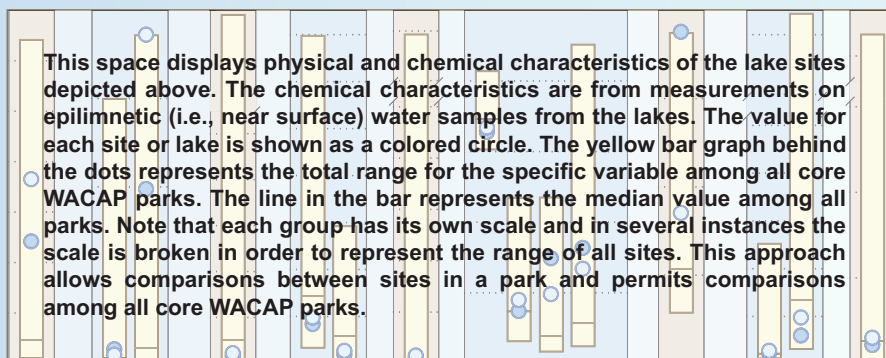 This space displays physical and chemical characteristics of the lake sites
depicted above. The chemical characteristics are from measurements on
epilimnetic (i.e., near surface) water samples from the lakes. The value for
each site or lake is shown as a colored circle. The yellow bar graph behind
the dots represents the total range for the specific variable among all core
WACAP parks. The line in the bar represents the median value among all
parks. Note that each group has its own scale and in several instances the
scale is broken in order to represent the range of all sites. This approach
allows comparisons between sites in a park and permits comparisons
among all core WACAP parks.